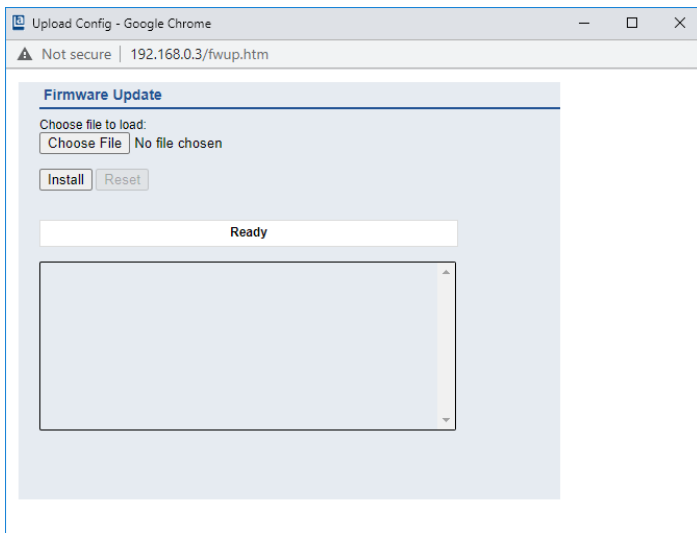 Upload Config - Google Chrome
Not secure | 192.168.0.3/fwup.htm
Firmware Update
Choose file to load:
Choose File No file chosen
Install Reset
Ready